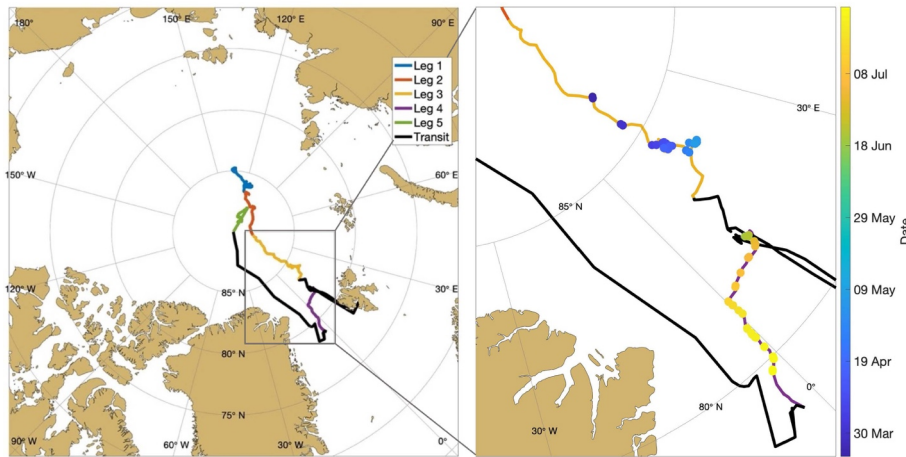 180°
150° E
120° E
90° E
Leg 1
Leg 2
Leg 3
Leg 4
Leg 5
Transit
150° W
60° E
120° W
85° N
30° E
80° N
75° N
90° W
60° W
30° W
0°
30° E
85° N
80° N
0°
30° W
08 Jul
18 Jun
29 May
09 May
19 Apr
30 Mar
Date